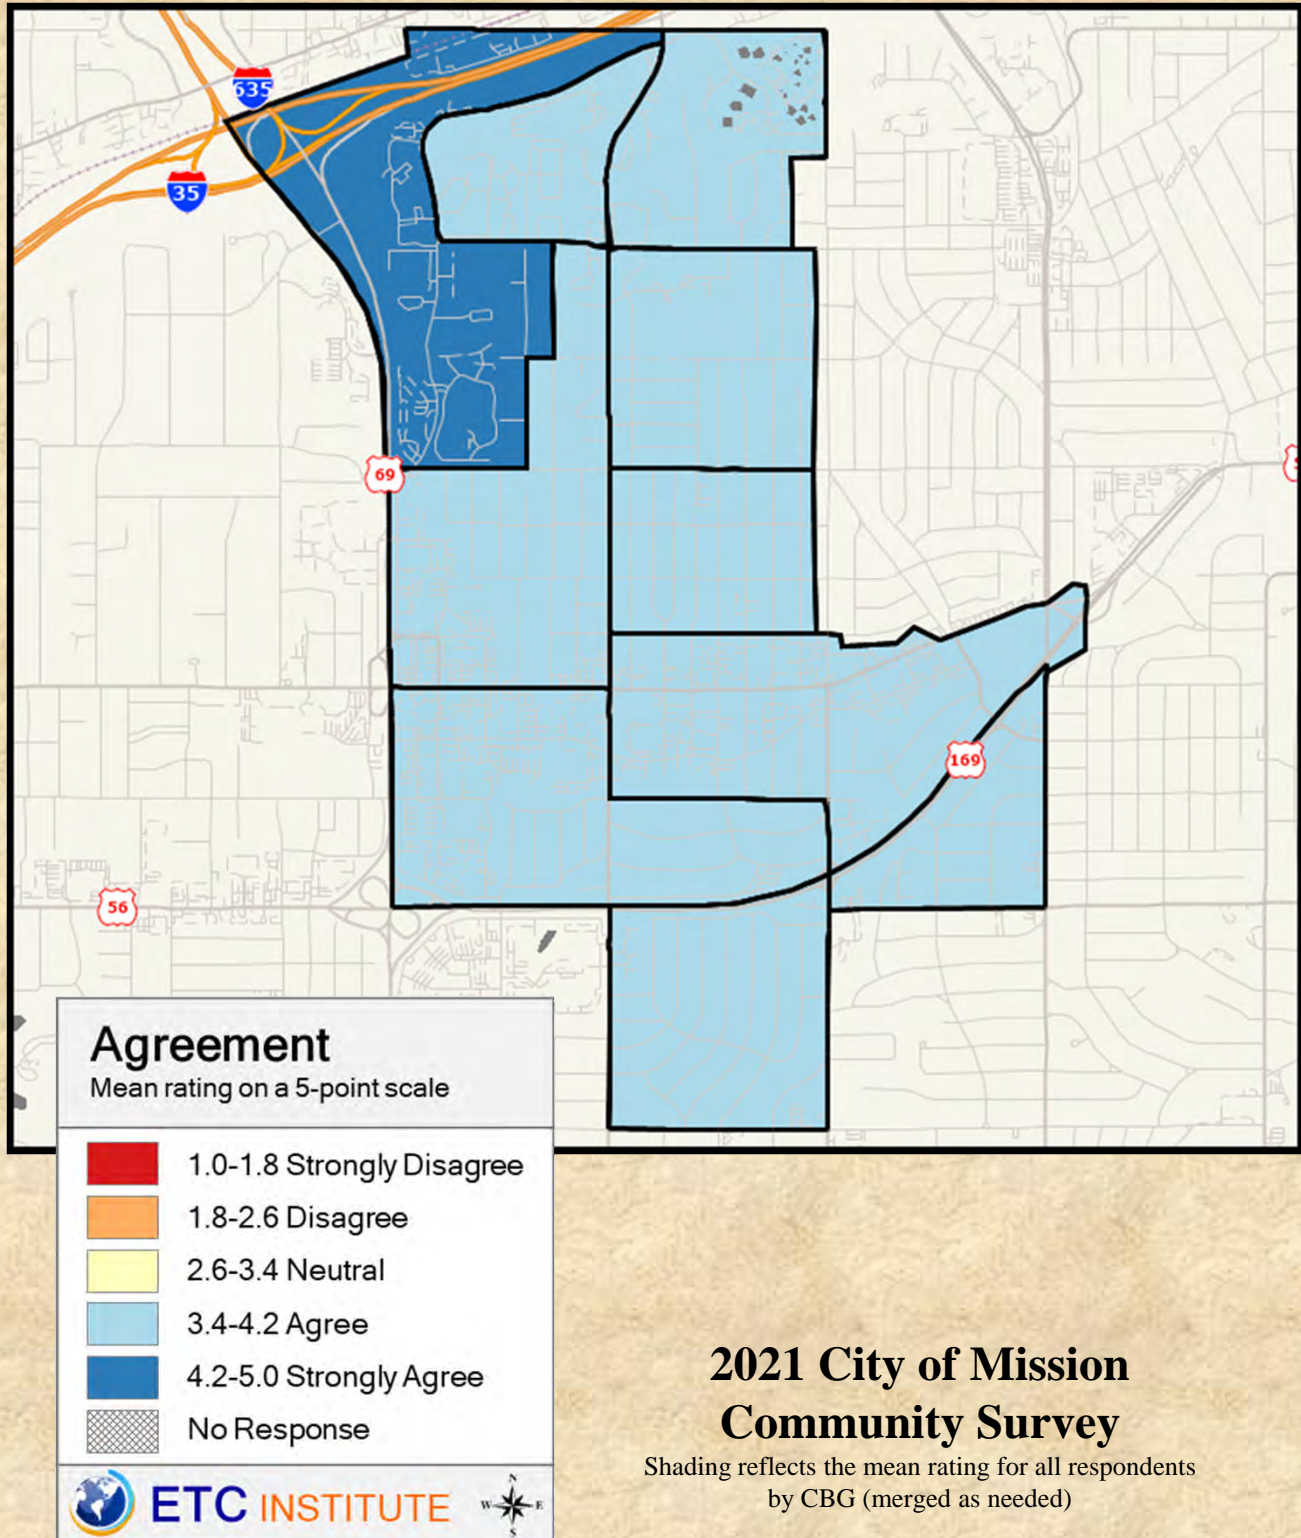 635
35
69
169
56
Agreement
Mean rating on a 5-point scale
1.0-1.8 Strongly Disagree
1.8-2.6 Disagree
2.6-3.4 Neutral
3.4-4.2 Agree
4.2-5.0 Strongly Agree
No Response
ETC INSTITUTE
N
W E
S
2021 City of Mission
Community Survey
Shading reflects the mean rating for all respondents
by CBG (merged as needed)